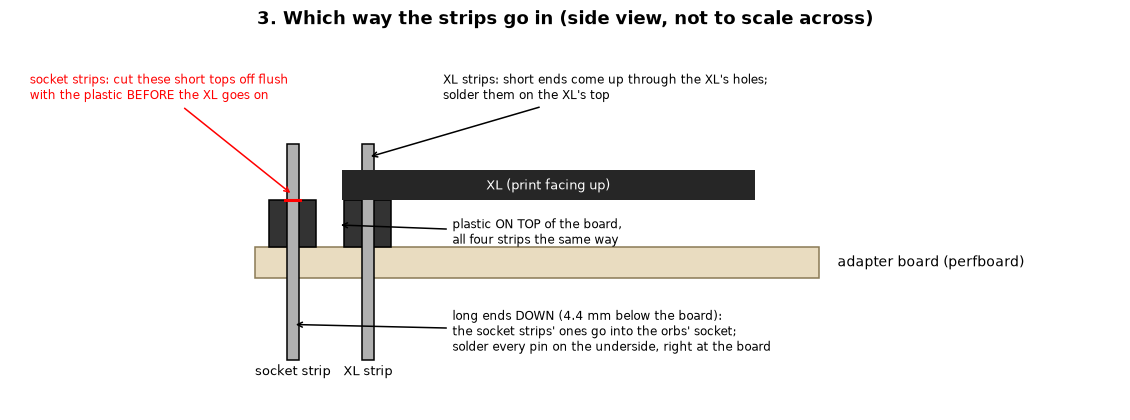 3. Which way the strips go in (side view, not to scale across)
socket strips: cut these short tops off flush
with the plastic BEFORE the XL goes on
XL strips: short ends come up through the XL's holes;
solder them on the XL's top
XL (print facing up)
plastic ON TOP of the board,
all four strips the same way
adapter board (perfboard)
long ends DOWN (4.4 mm below the board):
the socket strips' ones go into the orbs' socket;
solder every pin on the underside, right at the board
socket strip
XL strip